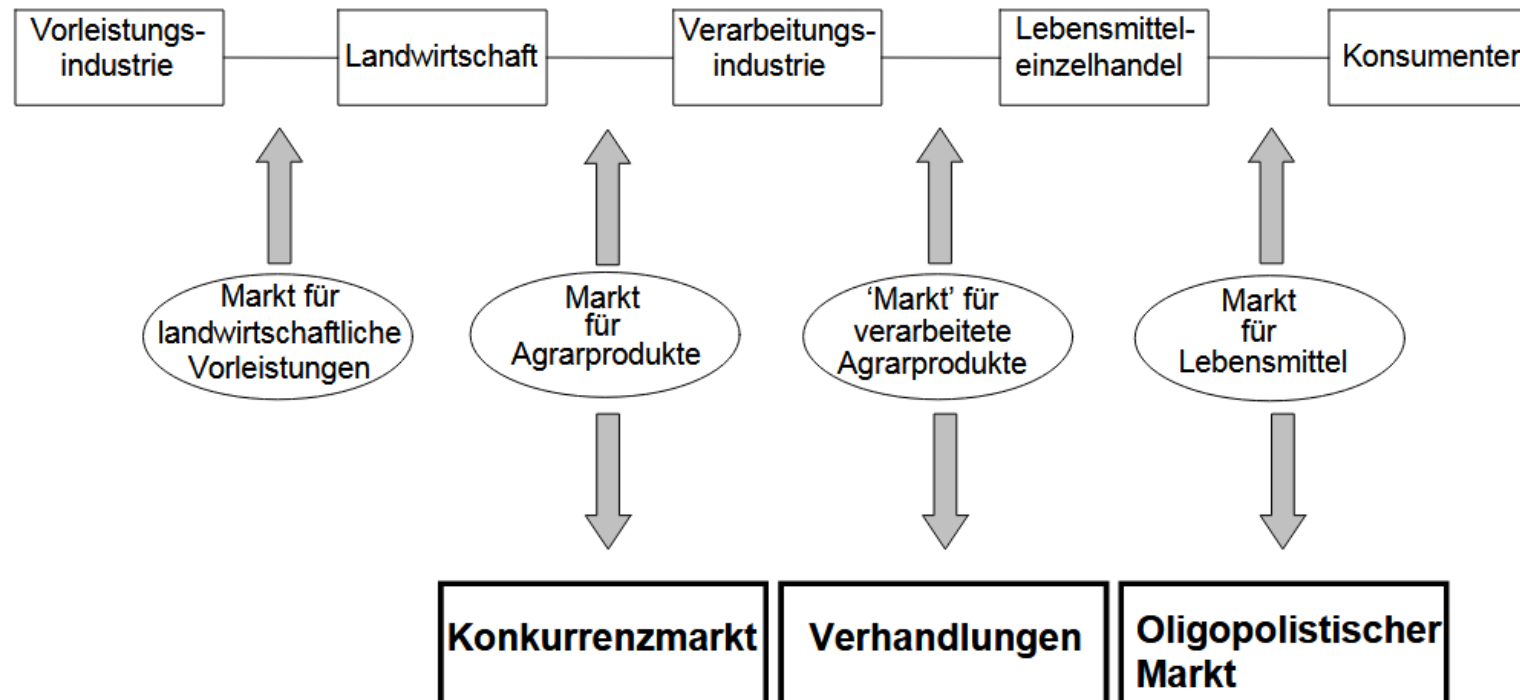 Vorleistungs-
industrie
Landwirtschaft
Verarbeitungs-
industrie
Lebensmittel-
einzelhandel
Konsumenten
Markt für
landwirtschaftliche
Vorleistungen
Markt
für
Agrarprodukte
‘Markt’ für
verarbeitete
Agrarprodukte
Markt
für
Lebensmittel
Konkurrenzmarkt
Verhandlungen
Oligopolistischer
Markt